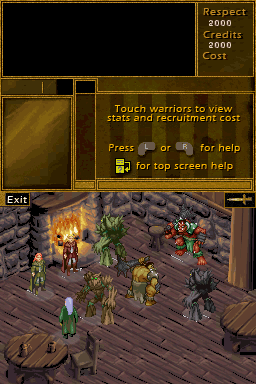 Respect
2000
Credits
2000
Cost
Touch warriors to view
stats and recruitment cost
Press L or R for help
for top screen help
Exit